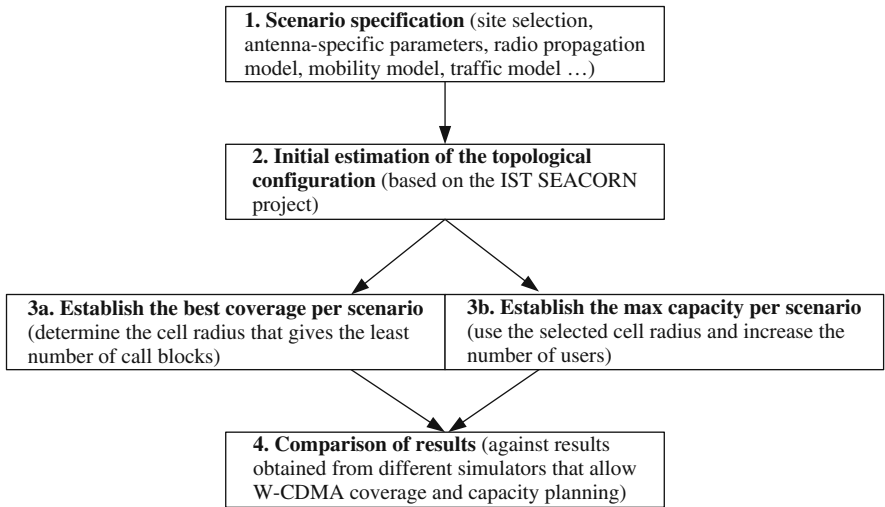 1. Scenario specification (site selection,
antenna-specific parameters, radio propagation
model, mobility model, traffic model …)
2. Initial estimation of the topological
configuration (based on the IST SEACORN
project)
3a. Establish the best coverage per scenario
(determine the cell radius that gives the least
number of call blocks)
3b. Establish the max capacity per scenario
(use the selected cell radius and increase the
number of users)
4. Comparison of results (against results
obtained from different simulators that allow
W-CDMA coverage and capacity planning)